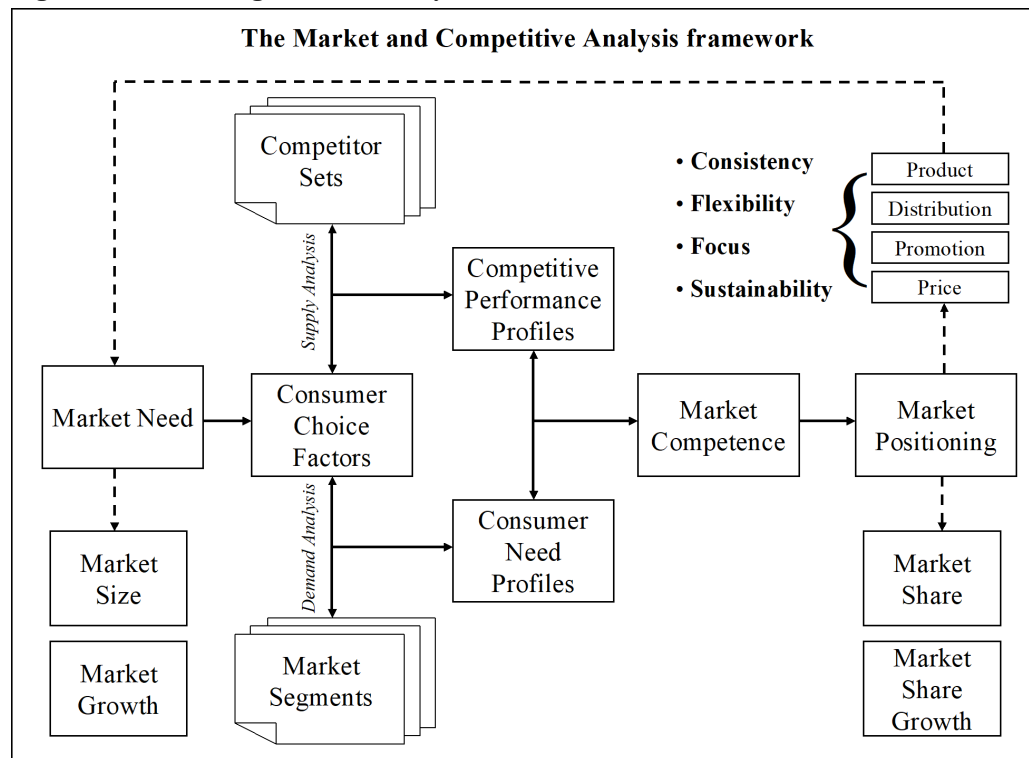 The Market and Competitive Analysis framework
Competitor
Sets
• Consistency
• Flexibility
• Focus
• Sustainability
Product
Distribution
Promotion
Price
Supply Analysis
Competitive
Performance
Profiles
Market Need
Consumer
Choice
Factors
Market
Competence
Market
Positioning
Demand Analysis
Consumer
Need
Profiles
Market
Size
Market
Growth
Market
Segments
Market
Share
Market
Share
Growth